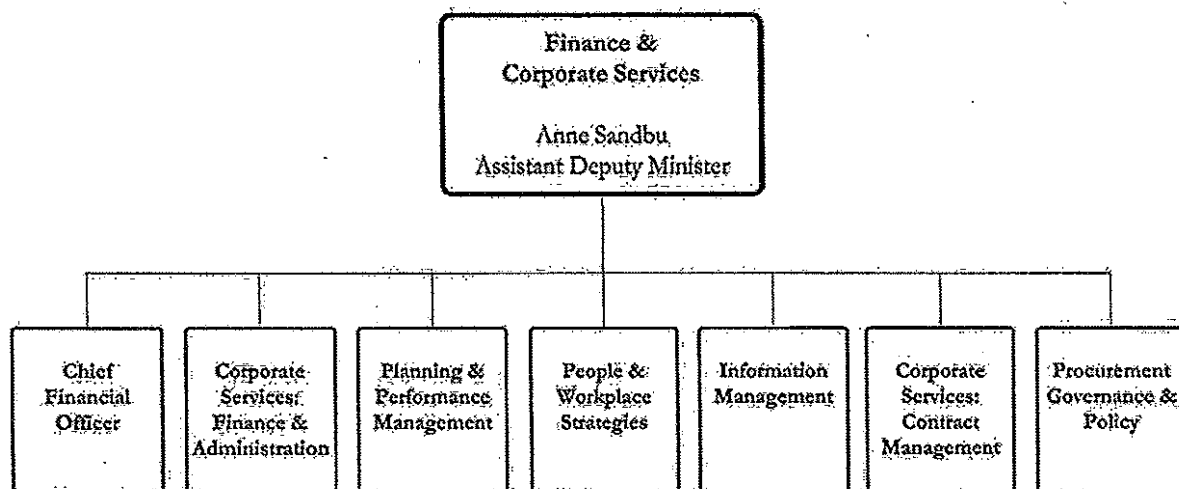 Finance &
Corporate Services
Anne Sandbu
Assistant Deputy Minister
Chief
Financial
Officer
Corporate
Services:
Finance &
Administration
Planning &
Performance
Management
People &
Workplace
Strategies
Information
Management
Corporate
Services:
Contract
Management
Procurement
Governance &
Policy